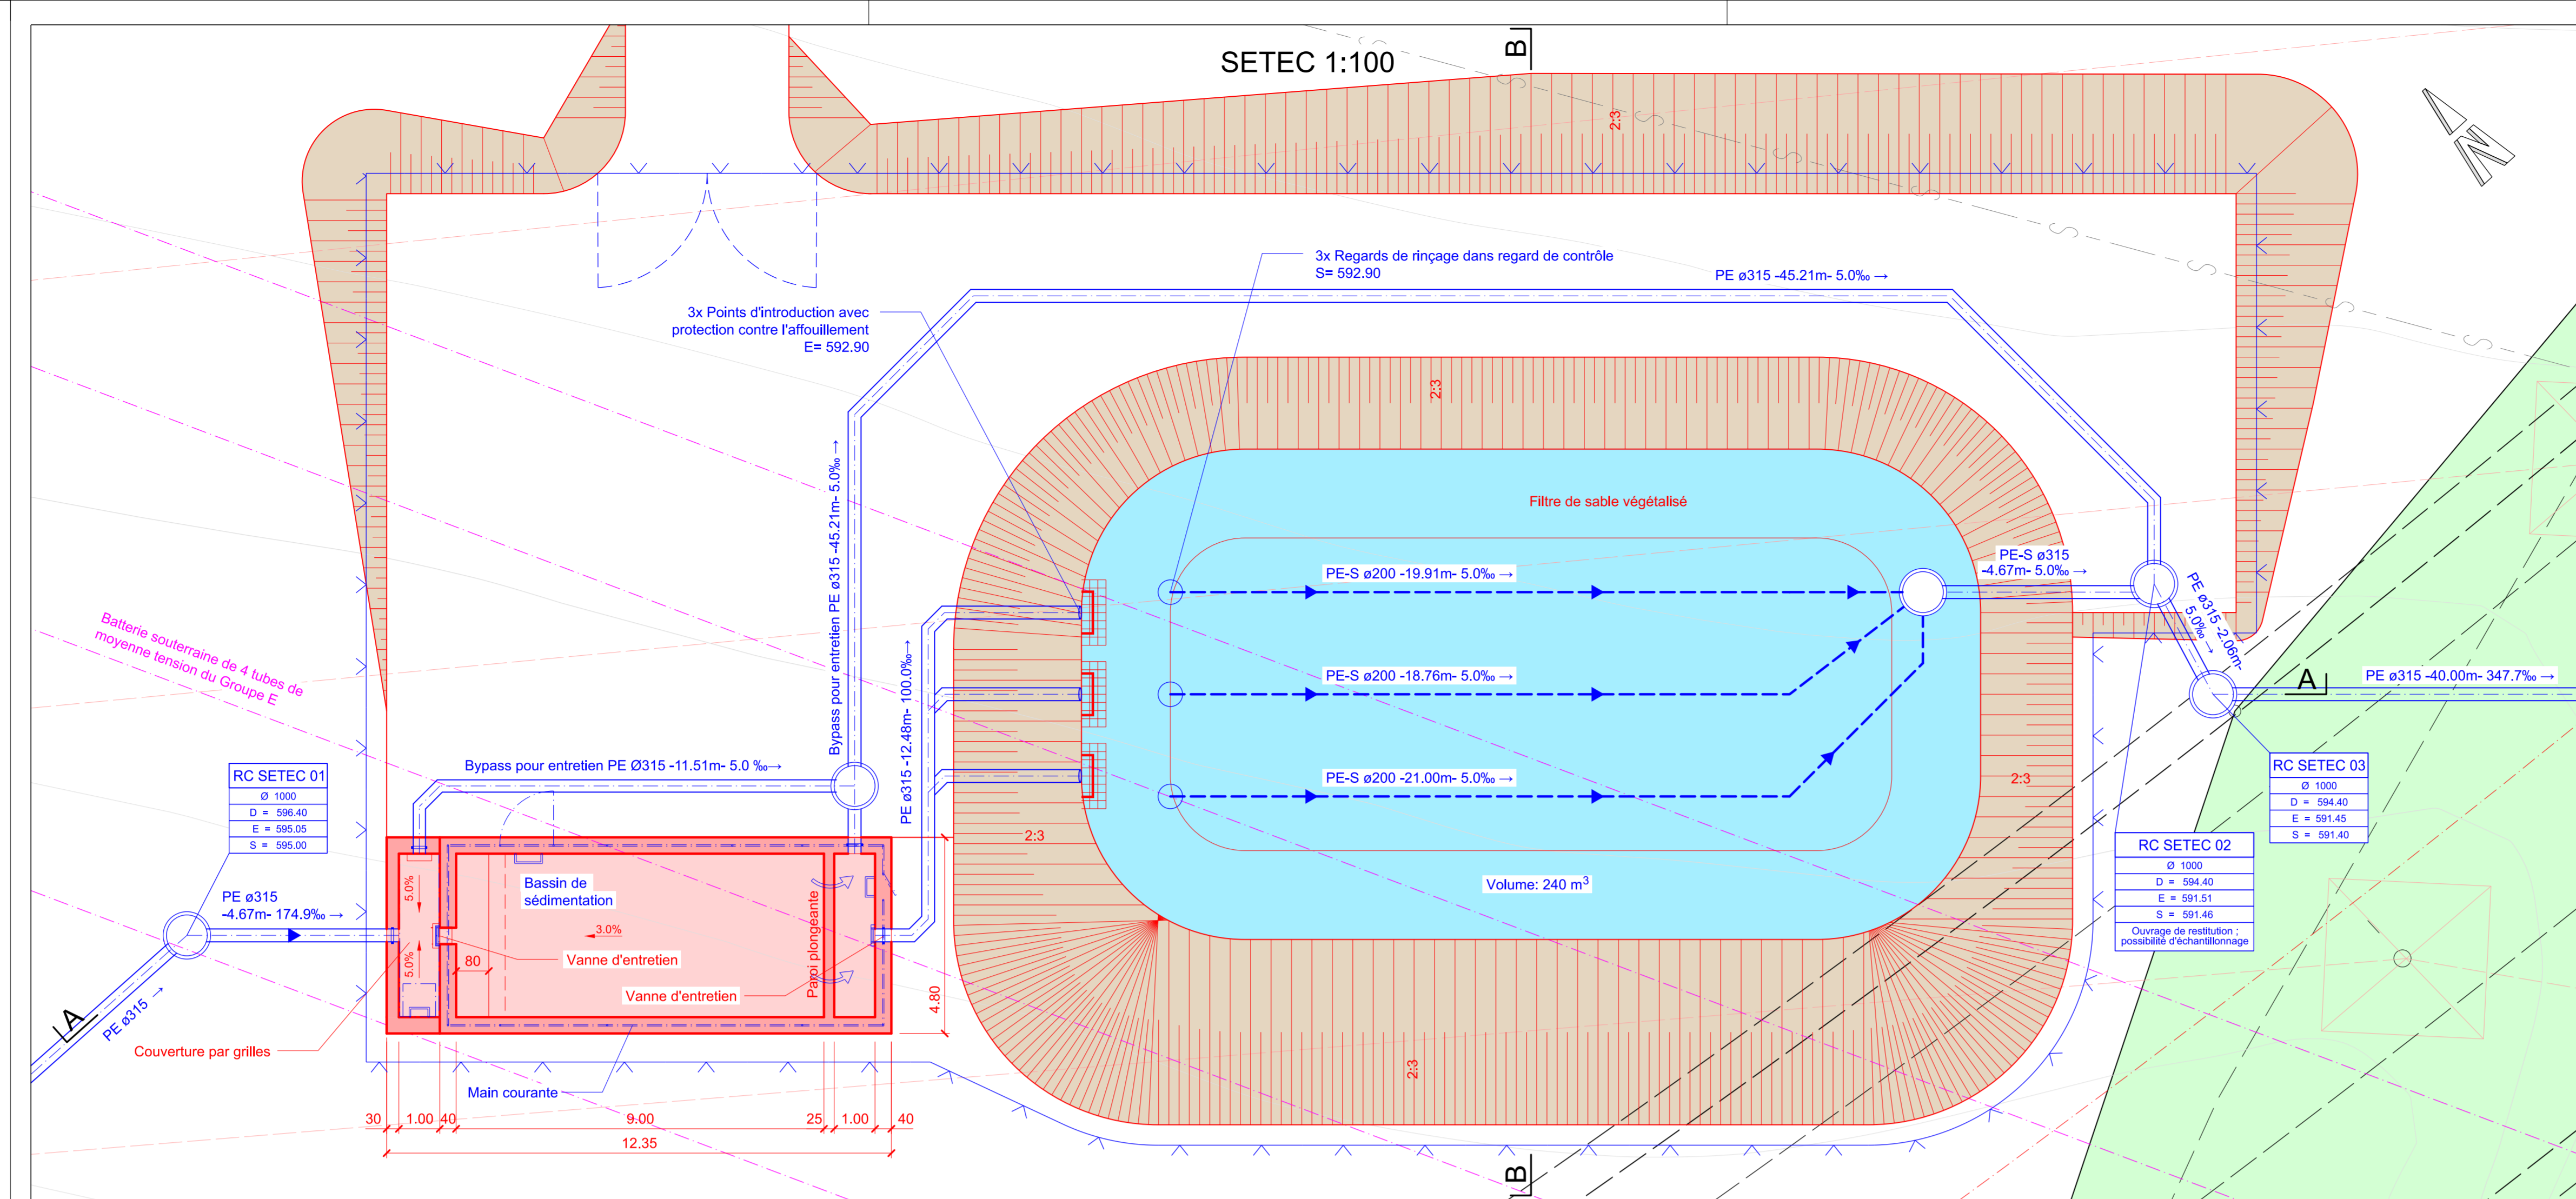 SETEC 1:100
B
N
2:3
3x Regards de rinçage dans regard de contrôle
S= 592.90
PE ø315 -45.21m- 5.0‰ →
3x Points d'introduction avec
protection contre l'affouillement
E= 592.90
2:3
Bypass pour entretien PE ø315 -45.21m- 5.0‰ →
Filtre de sable végétalisé
PE-S ø200 -19.91m- 5.0‰ →
PE-S ø315
-4.67m- 5.0‰ →
PE ø315 -2.06m-
5.0‰ →
Batterie souterraine de 4 tubes de
moyenne tension du Groupe E
PE-S ø200 -18.76m- 5.0‰ →
A
PE ø315 -40.00m- 347.7‰ →
PE ø315 -12.48m- 100.0‰→
Bypass pour entretien PE Ø315 -11.51m- 5.0 ‰→
PE-S ø200 -21.00m- 5.0‰ →
2:3
RC SETEC 01
Ø 1000
D = 596.40
E = 595.05
S = 595.00
RC SETEC 03
Ø 1000
D = 594.40
E = 591.45
S = 591.40
2:3
RC SETEC 02
Ø 1000
D = 594.40
E = 591.51
S = 591.46
Ouvrage de restitution ;
possibilité d'échantillonnage
PE ø315
-4.67m- 174.9‰ →
5.0%
5.0%
Bassin de
sédimentation
3.0%
Paroi plongeante
Volume: 240 m³
Vanne d'entretien
80
Vanne d'entretien
4.80
A
PE ø315 →
Couverture par grilles
Main courante
2:3
30
1.00
40
9.00
25
1.00
40
12.35
B
S
S
S
S
S
S
S
S
S